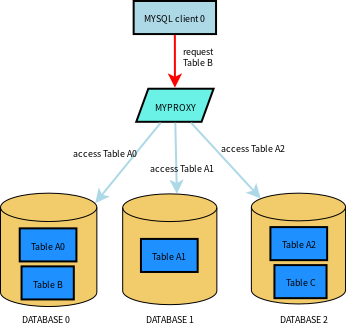 MYSQL client 0
request
Table B
MYPROXY
access Table A0
access Table A1
access Table A2
Table A0
Table B
Table A1
Table A2
Table C
DATABASE 0
DATABASE 1
DATABASE 2